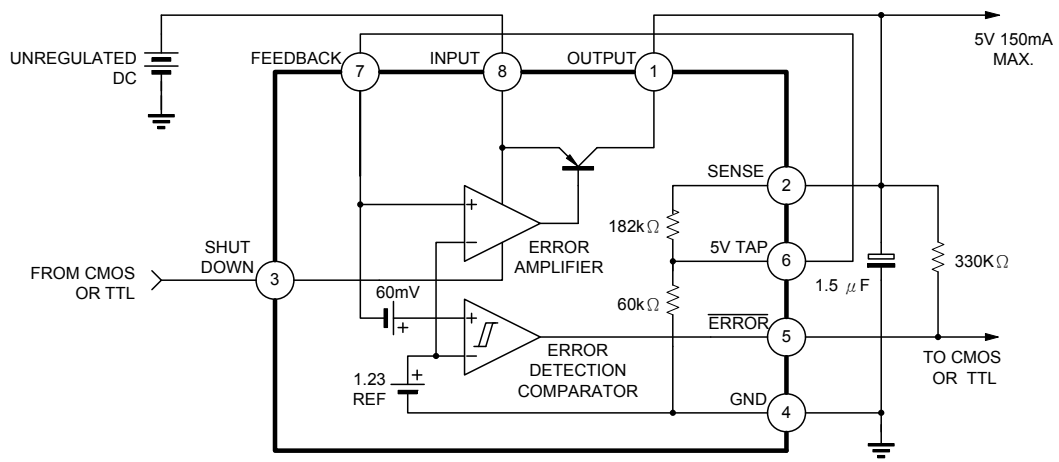 UNREGULATED
DC
FEEDBACK
7
INPUT
8
OUTPUT
1
5V 150mA
MAX.
SENSE
2
182kΩ
5V TAP
6
60kΩ
1.5 μF
330KΩ
ERROR
AMPLIFIER
SHUT
DOWN
3
FROM CMOS
OR TTL
60mV
+
−
+
+
−
ERROR
5
ERROR
DETECTION
COMPARATOR
TO CMOS
OR TTL
1.23
REF
+
GND
4